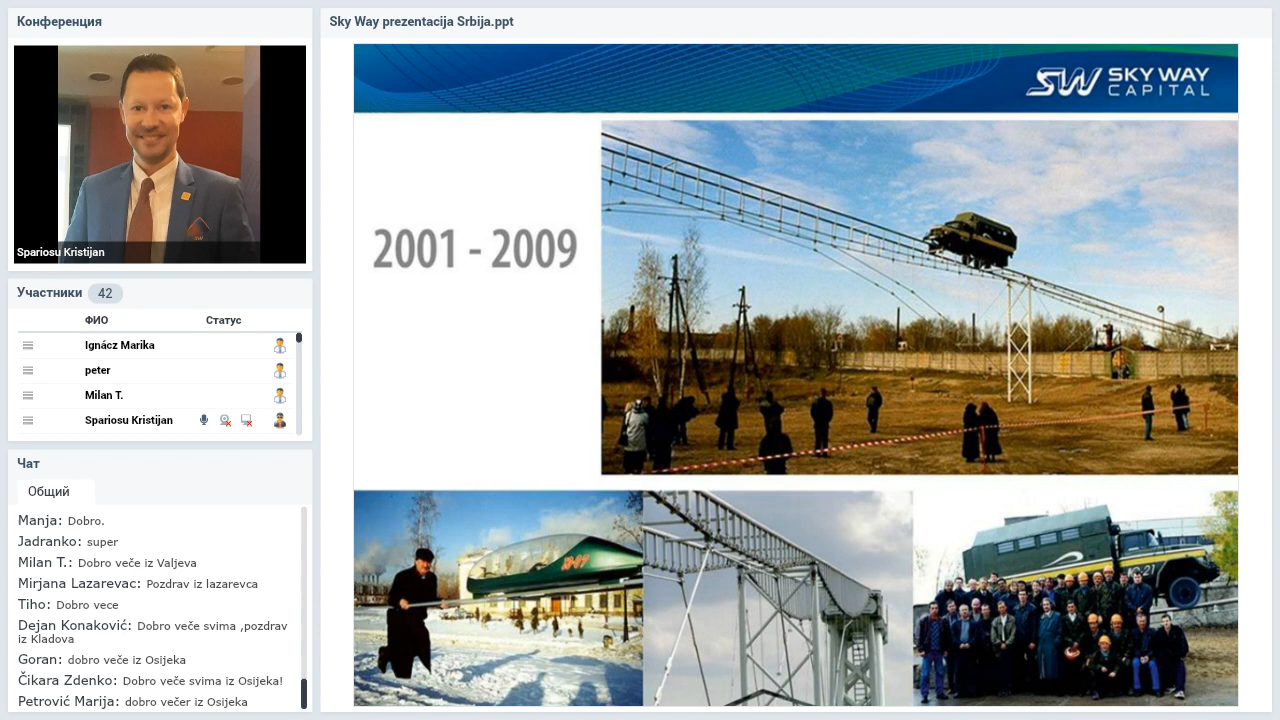 Конференция
Spariosu Kristijan
Участники 42
ФИО Статус
Ignácz Marika
peter
Milan T.
Spariosu Kristijan
Чат
Общий
Manja: Dobro.
Jadranko: super
Milan T.: Dobro veče iz Valjeva
Mirjana Lazarevac: Pozdrav iz lazarevca
Tiho: Dobro vece
Dejan Konaković: Dobro veče svima ,pozdrav
iz Kladova
Goran: dobro veče iz Osijeka
Čikara Zdenko: Dobro veče svima iz Osijeka!
Petrović Marija: dobro večer iz Osijeka
Sky Way prezentacija Srbija.ppt
SW SKY WAY
CAPITAL
2001 - 2009